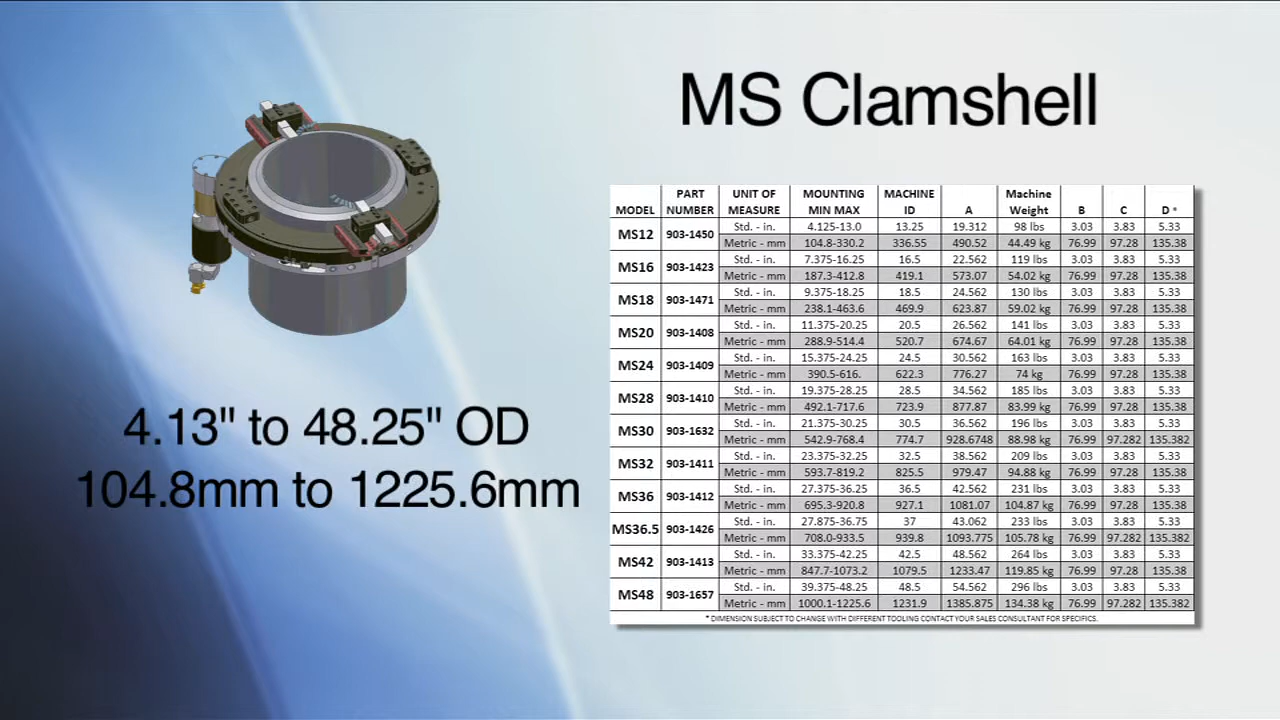 MS Clamshell
4.13" to 48.25" OD
104.8mm to 1225.6mm
MODEL PART NUMBER UNIT OF MEASURE MOUNTING MIN MAX MACHINE ID A Machine Weight B C D *
MS12 903-1450 Std. - in. 4.125-13.0 13.25 19.312 98 lbs 3.03 3.83 5.33
Metric - mm 104.8-330.2 336.55 490.52 44.49 kg 76.99 97.28 135.38
MS16 903-1423 Std. - in. 7.375-16.25 16.5 22.562 119 lbs 3.03 3.83 5.33
Metric - mm 187.3-412.8 419.1 573.07 54.02 kg 76.99 97.28 135.38
MS18 903-1471 Std. - in. 9.375-18.25 18.5 24.562 130 lbs 3.03 3.83 5.33
Metric - mm 238.1-463.6 469.9 623.87 59.02 kg 76.99 97.28 135.38
MS20 903-1408 Std. - in. 11.375-20.25 20.5 26.562 141 lbs 3.03 3.83 5.33
Metric - mm 288.9-514.4 520.7 674.67 64.01 kg 76.99 97.28 135.38
MS24 903-1409 Std. - in. 15.375-24.25 24.5 30.562 163 lbs 3.03 3.83 5.33
Metric - mm 390.5-616. 622.3 776.27 74 kg 76.99 97.28 135.38
MS28 903-1410 Std. - in. 19.375-28.25 28.5 34.562 185 lbs 3.03 3.83 5.33
Metric - mm 492.1-717.6 723.9 877.87 83.99 kg 76.99 97.28 135.38
MS30 903-1632 Std. - in. 21.375-30.25 30.5 36.562 196 lbs 3.03 3.83 5.33
Metric - mm 542.9-768.4 774.7 928.6748 88.98 kg 76.99 97.282 135.382
MS32 903-1411 Std. - in. 23.375-32.25 32.5 38.562 209 lbs 3.03 3.83 5.33
Metric - mm 593.7-819.2 825.5 979.47 94.88 kg 76.99 97.28 135.38
MS36 903-1412 Std. - in. 27.375-36.25 36.5 42.562 231 lbs 3.03 3.83 5.33
Metric - mm 695.3-920.8 927.1 1081.07 104.87 kg 76.99 97.28 135.38
MS36.5 903-1426 Std. - in. 27.875-36.75 37 43.062 233 lbs 3.03 3.83 5.33
Metric - mm 708.0-933.5 939.8 1093.775 105.78 kg 76.99 97.282 135.382
MS42 903-1413 Std. - in. 33.375-42.25 42.5 48.562 264 lbs 3.03 3.83 5.33
Metric - mm 847.7-1073.2 1079.5 1233.47 119.85 kg 76.99 97.28 135.38
MS48 903-1657 Std. - in. 39.375-48.25 48.5 54.562 296 lbs 3.03 3.83 5.33
Metric - mm 1000.1-1225.6 1231.9 1385.875 134.38 kg 76.99 97.282 135.382
* DIMENSION SUBJECT TO CHANGE WITH DIFFERENT TOOLING CONTACT YOUR SALES CONSULTANT FOR SPECIFICS.